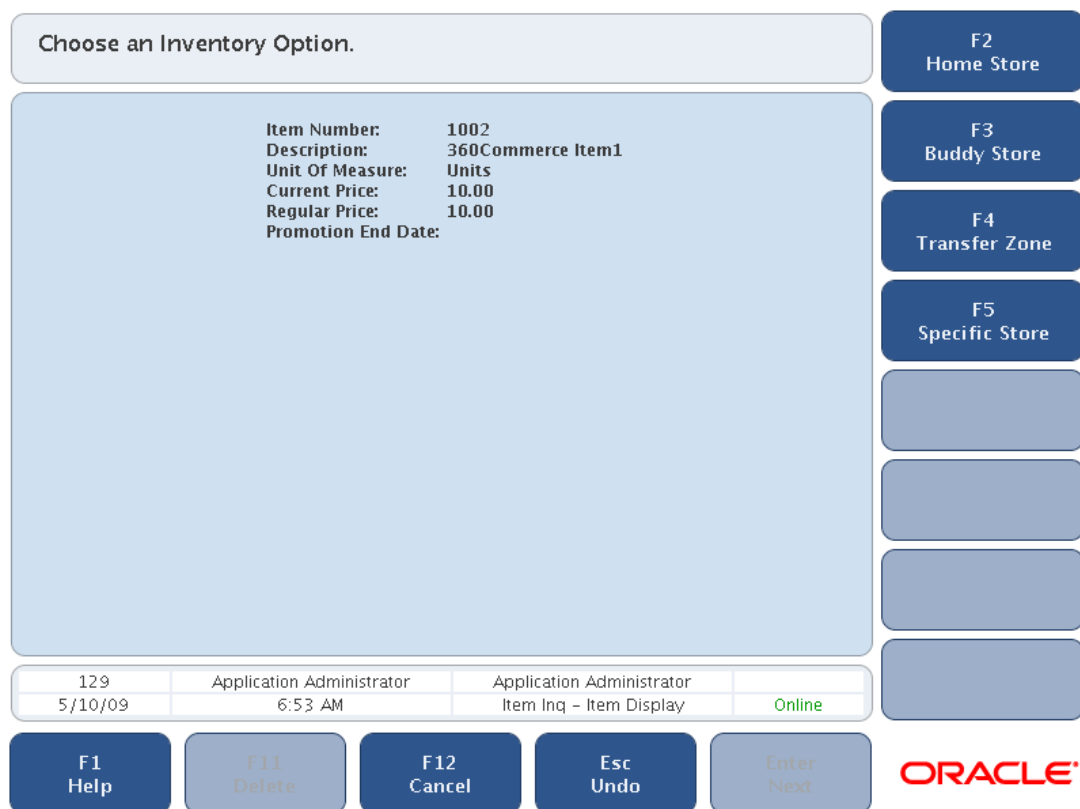 Choose an Inventory Option.
Item Number: 1002
Description: 360Commerce Item1
Unit Of Measure: Units
Current Price: 10.00
Regular Price: 10.00
Promotion End Date:
F2
Home Store
F3
Buddy Store
F4
Transfer Zone
F5
Specific Store
129 Application Administrator Application Administrator
5/10/09 6:53 AM Item Inq – Item Display Online
F1
Help
F11
Delete
F12
Cancel
Esc
Undo
Enter
Next
ORACLE